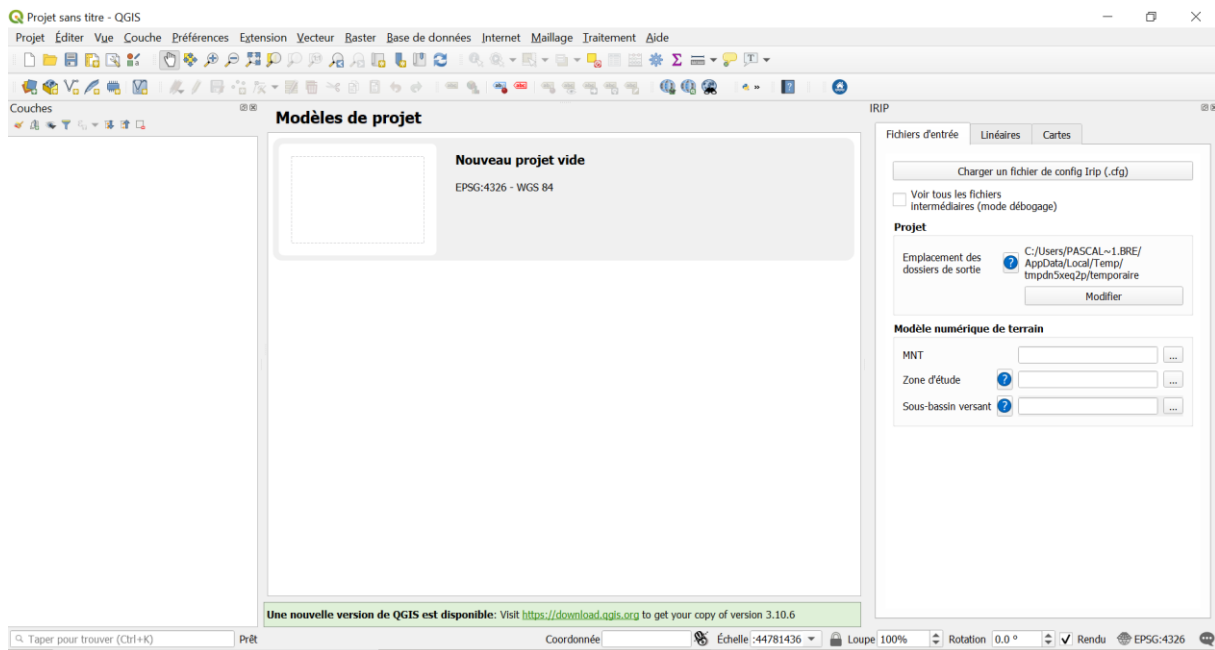 Projet sans titre - QGIS
Projet Éditer Vue Couche Préférences Extension Vecteur Raster Base de données Internet Maillage Traitement Aide
Couches
Modèles de projet
Nouveau projet vide
EPSG:4326 - WGS 84
Une nouvelle version de QGIS est disponible: Visit https://download.qgis.org to get your copy of version 3.10.6
IRIP
Fichiers d'entrée Linéaires Cartes
Charger un fichier de config Irip (.cfg)
Voir tous les fichiers
intermédiaires (mode débogage)
Projet
Emplacement des
dossiers de sortie
C:/Users/PASCAL~1.BRE/
AppData/Local/Temp/
tmpdn5xeq2p/temporaire
Modifier
Modèle numérique de terrain
MNT ...
Zone d'étude ...
Sous-bassin versant ...
Taper pour trouver (Ctrl+K) Prêt Coordonnée Échelle :44781436 Loupe 100% Rotation 0.0 ° Rendu EPSG:4326